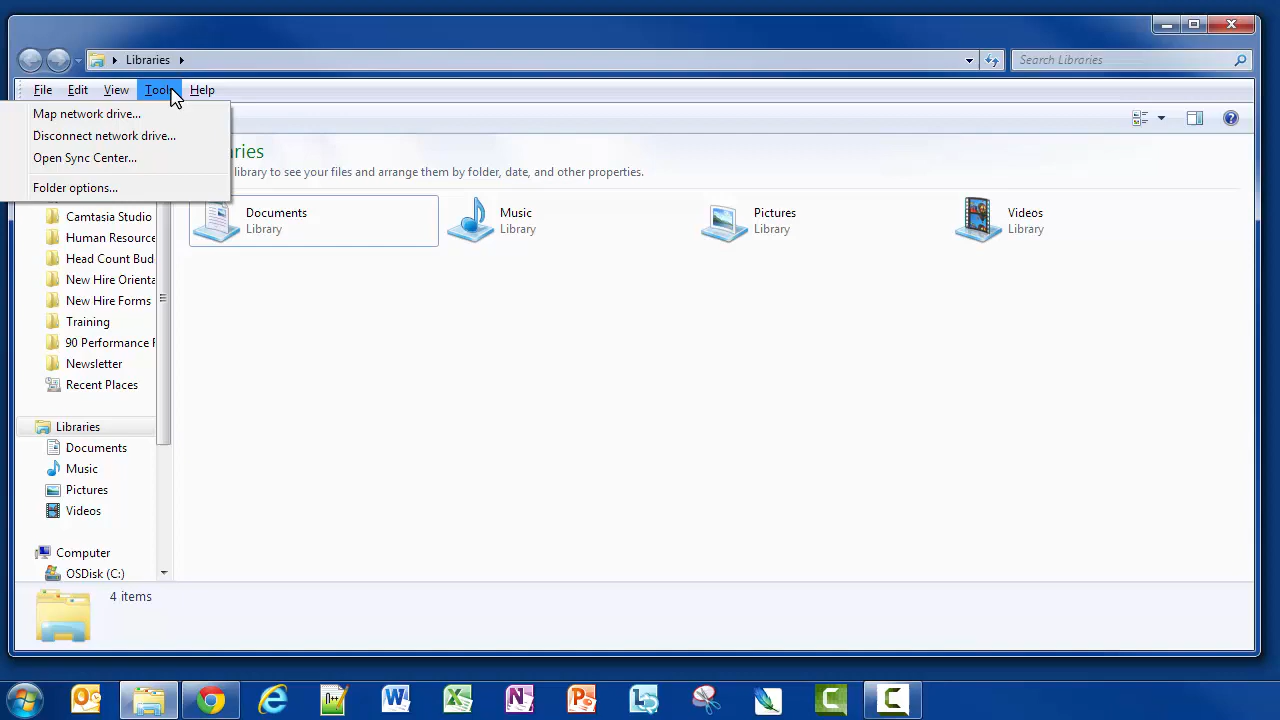 Libraries
Search Libraries
File Edit View Tools Help
Map network drive...
Disconnect network drive...
Open Sync Center...
Folder options...
raries
library to see your files and arrange them by folder, date, and other properties.
Documents
Library
Music
Library
Pictures
Library
Videos
Library
Camtasia Studio
Human Resource
Head Count Bud
New Hire Orienta
New Hire Forms
Training
90 Performance
Newsletter
Recent Places
Libraries
Documents
Music
Pictures
Videos
Computer
OSDisk (C:)
4 items